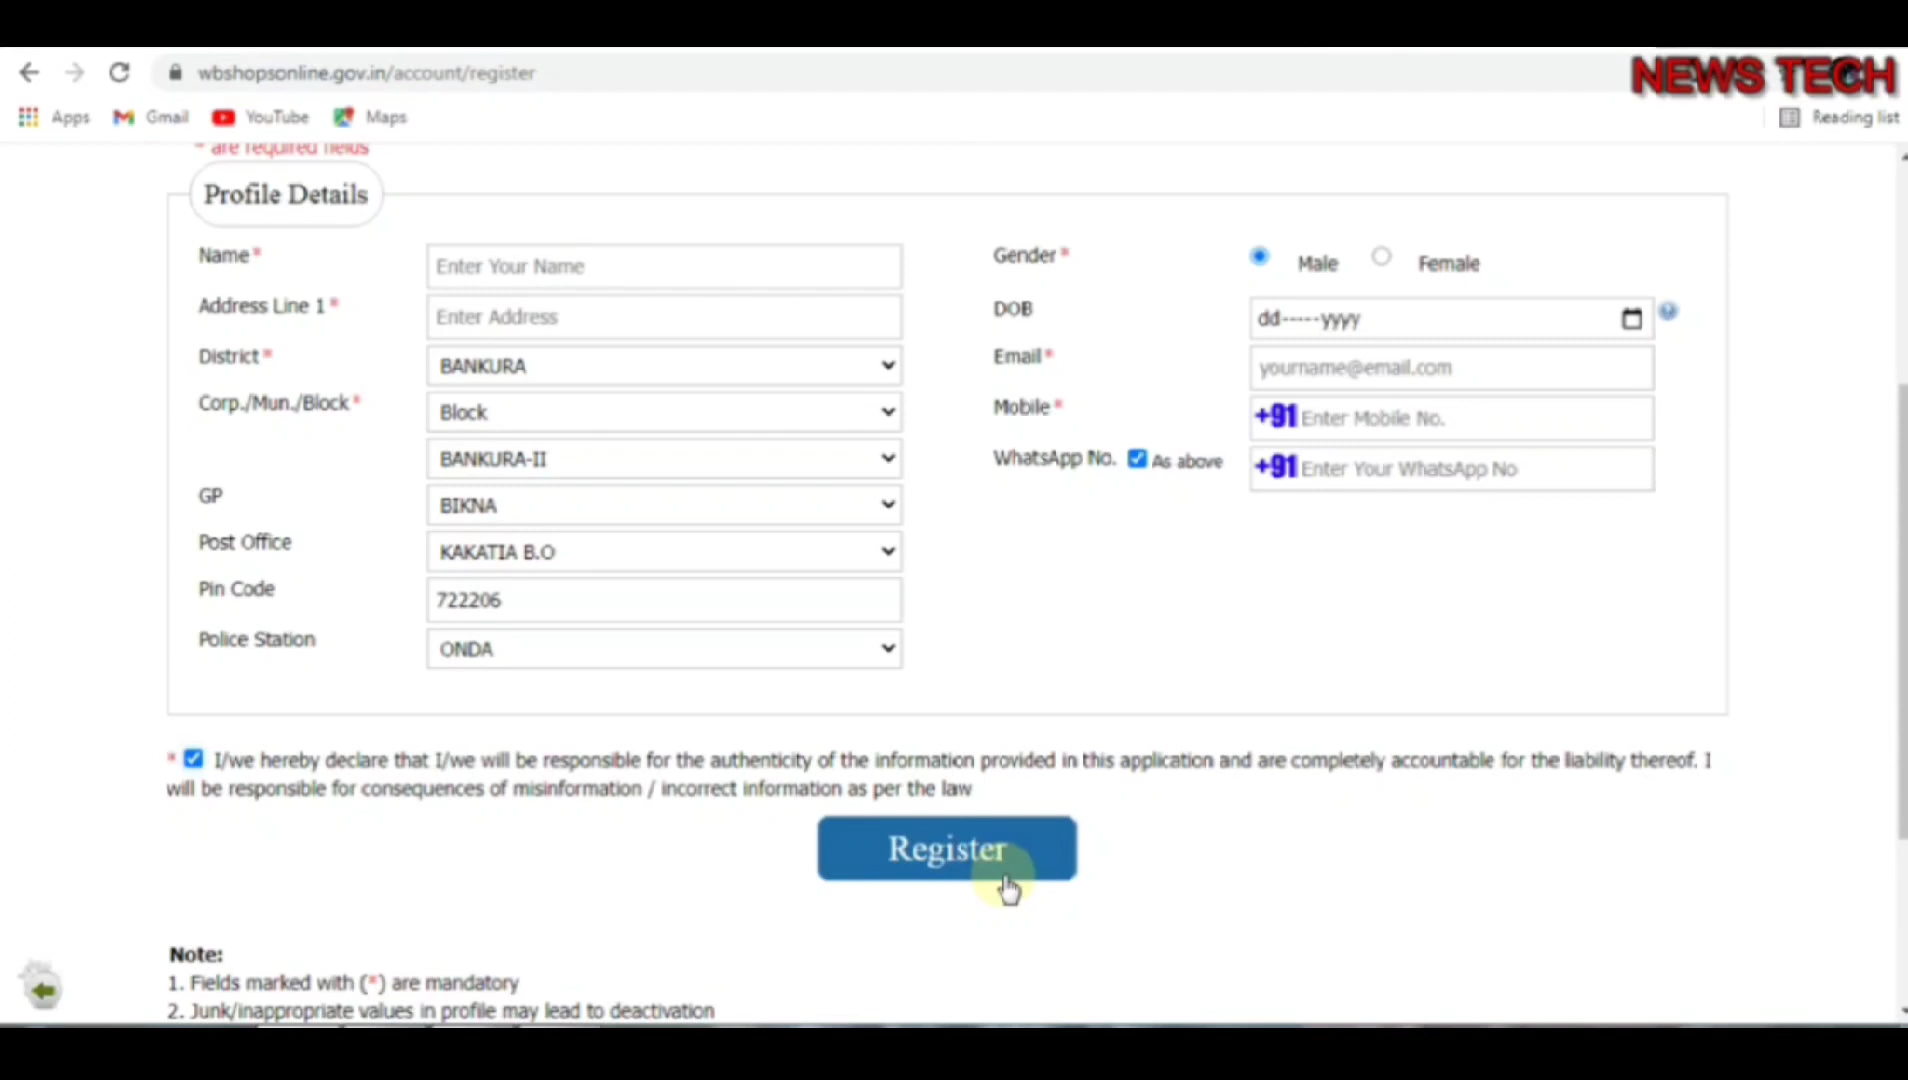 wbshopsonline.gov.in/account/register
NEWS TECH
Apps Gmail YouTube Maps Reading list
* are required fields
Profile Details
Name* Enter Your Name
Gender* Male Female
Address Line 1* Enter Address
DOB dd-----yyyy
District* BANKURA
Email* yourname@email.com
Corp./Mun./Block* Block
Mobile* +91 Enter Mobile No.
BANKURA-II
WhatsApp No. As above +91 Enter Your WhatsApp No
GP BIKNA
Post Office KAKATIA B.O
Pin Code 722206
Police Station ONDA
* I/we hereby declare that I/we will be responsible for the authenticity of the information provided in this application and are completely accountable for the liability thereof. I
will be responsible for consequences of misinformation / incorrect information as per the law
Register
Note:
1. Fields marked with (*) are mandatory
2. Junk/inappropriate values in profile may lead to deactivation